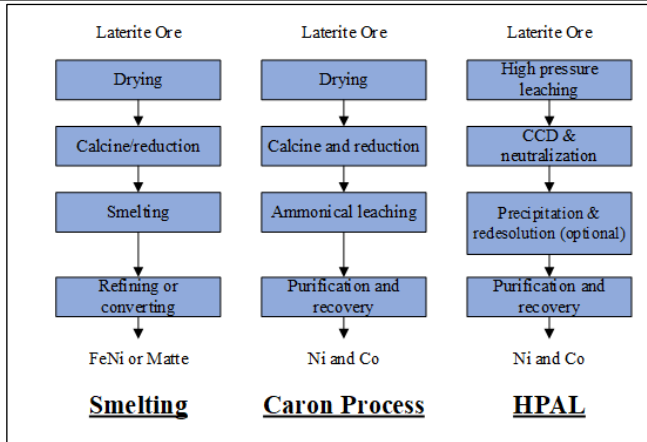 Laterite Ore
Drying
Calcine/reduction
Smelting
Refining or
converting
FeNi or Matte
Smelting
Laterite Ore
Drying
Calcine and reduction
Ammonical leaching
Purification and
recovery
Ni and Co
Caron Process
Laterite Ore
High pressure
leaching
CCD &
neutralization
Precipitation &
redesolution (optional)
Purification and
recovery
Ni and Co
HPAL